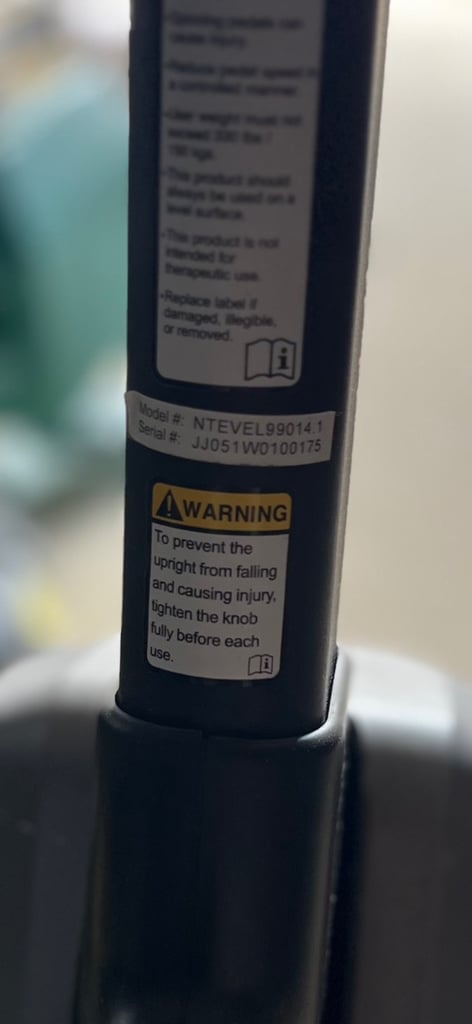 •Spinning pedals can
cause injury.
•Reduce pedal speed in
a controlled manner.
•User weight must not
exceed 330 lbs /
150 kgs.
•This product should
always be used on a
level surface.
•This product is not
intended for
therapeutic use.
•Replace label if
damaged, illegible,
or removed.
Model #: NTEVEL99014.1
Serial #: JJ051W0100175
WARNING
To prevent the
upright from falling
and causing injury,
tighten the knob
fully before each
use.